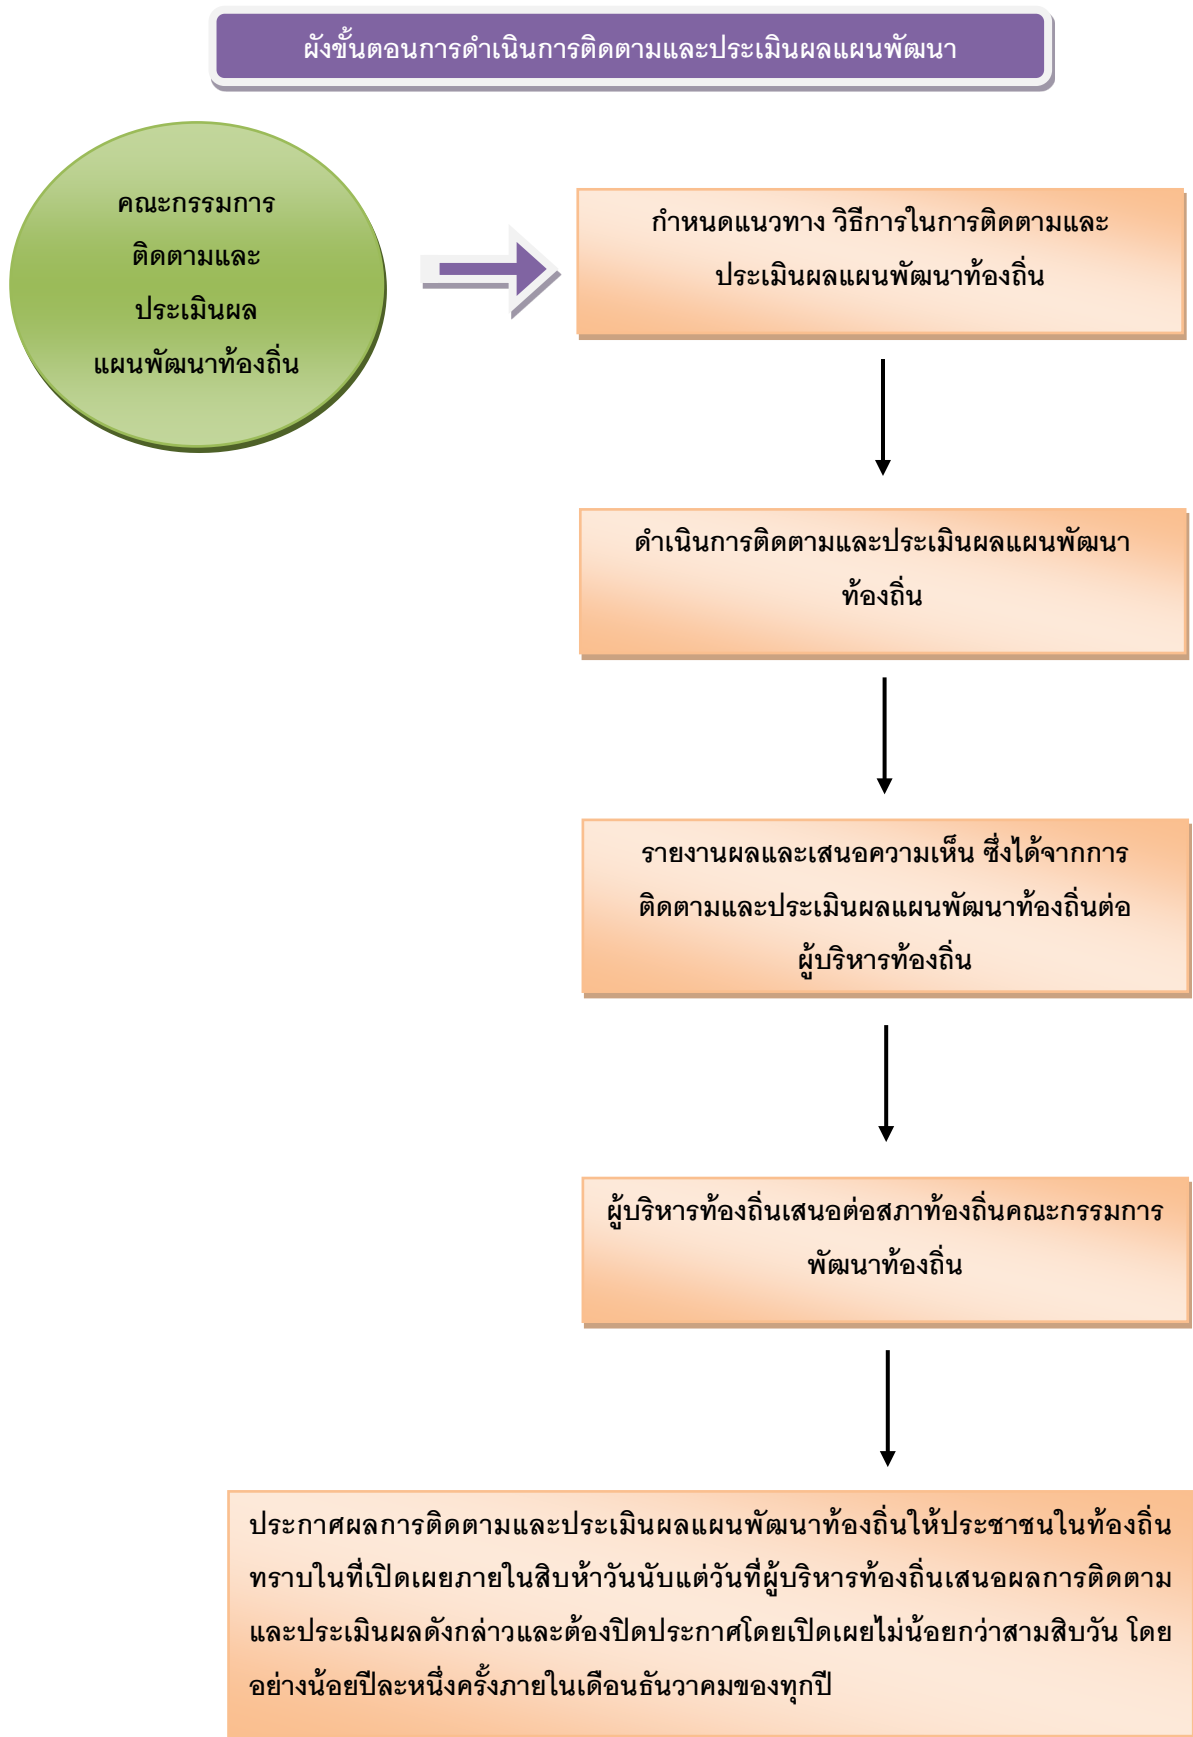 ผังขั้นตอนการดำเนินการติดตามและประเมินผลแผนพัฒนา
คณะกรรมการ
ติดตามและ
ประเมินผล
แผนพัฒนาท้องถิ่น
กำหนดแนวทาง วิธีการในการติดตามและ
ประเมินผลแผนพัฒนาท้องถิ่น
ดำเนินการติดตามและประเมินผลแผนพัฒนา
ท้องถิ่น
รายงานผลและเสนอความเห็น ซึ่งได้จากการ
ติดตามและประเมินผลแผนพัฒนาท้องถิ่นต่อ
ผู้บริหารท้องถิ่น
ผู้บริหารท้องถิ่นเสนอต่อสภาท้องถิ่นคณะกรรมการ
พัฒนาท้องถิ่น
ประกาศผลการติดตามและประเมินผลแผนพัฒนาท้องถิ่นให้ประชาชนในท้องถิ่น
ทราบในที่เปิดเผยภายในสิบห้าวันนับแต่วันที่ผู้บริหารท้องถิ่นเสนอผลการติดตาม
และประเมินผลดังกล่าวและต้องปิดประกาศโดยเปิดเผยไม่น้อยกว่าสามสิบวัน โดย
อย่างน้อยปีละหนึ่งครั้งภายในเดือนธันวาคมของทุกปี